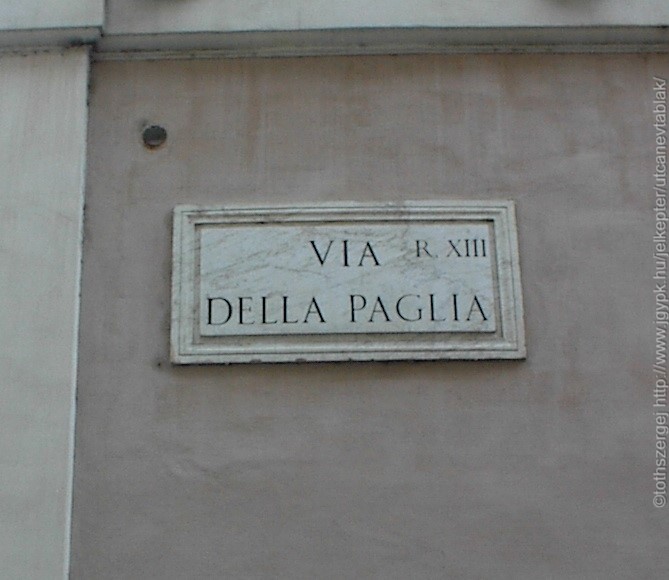 VIA R. XIII
DELLA PAGLIA
©tothszergej http://www.jgypk.hu/jelkepter/utcanevtablak/